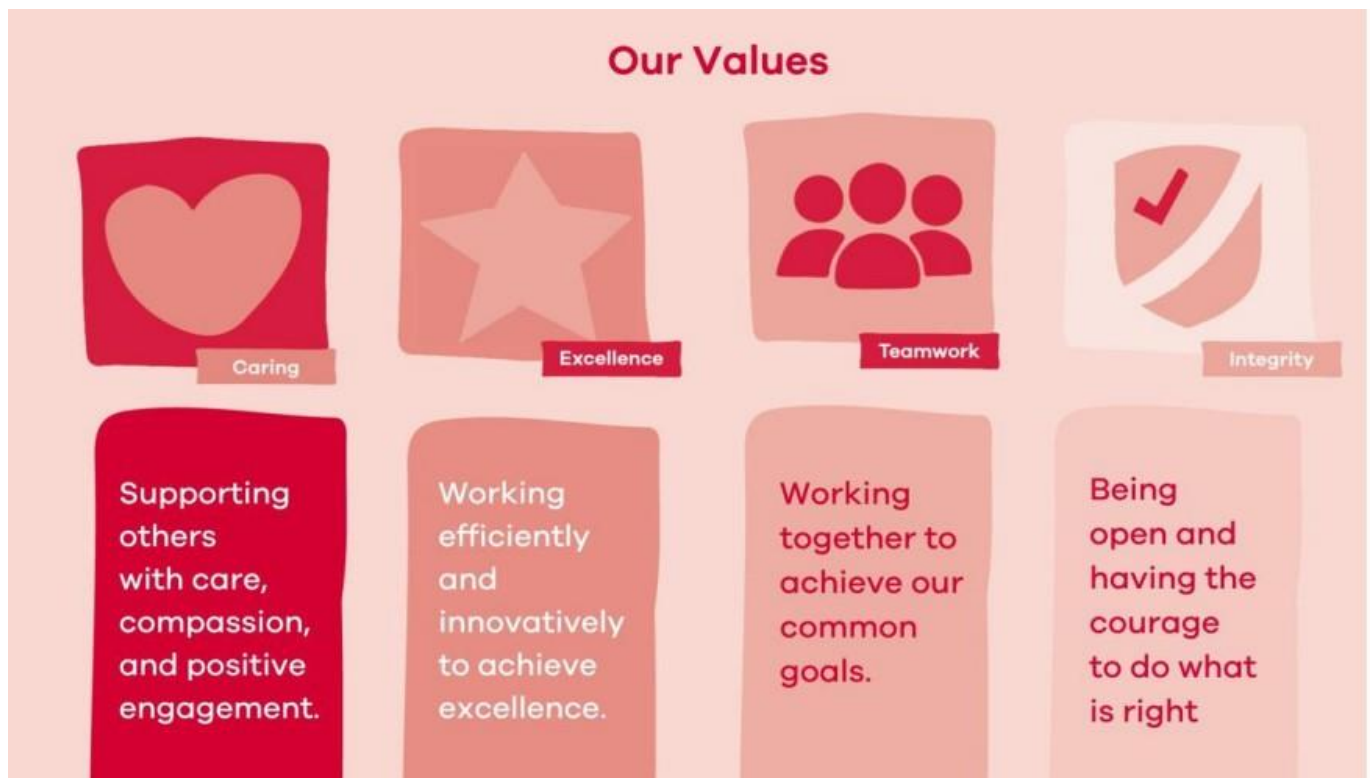 Our Values
Caring
Excellence
Teamwork
Integrity
Supporting
others
with care,
compassion,
and positive
engagement.
Working
efficiently
and
innovatively
to achieve
excellence.
Working
together to
achieve our
common
goals.
Being
open and
having the
courage
to do what
is right